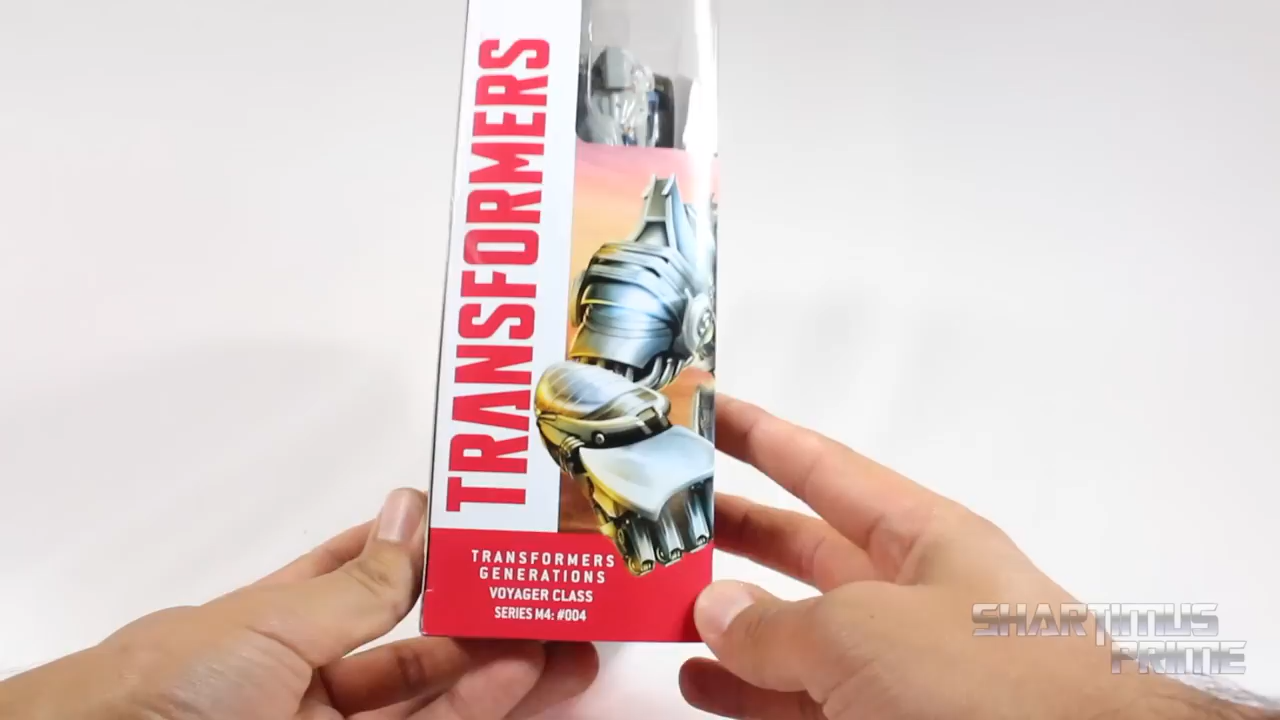 TRANSFORMERS
TRANSFORMERS
GENERATIONS
VOYAGER CLASS
SERIES M4: #004
SHARTIMUS
PRIME